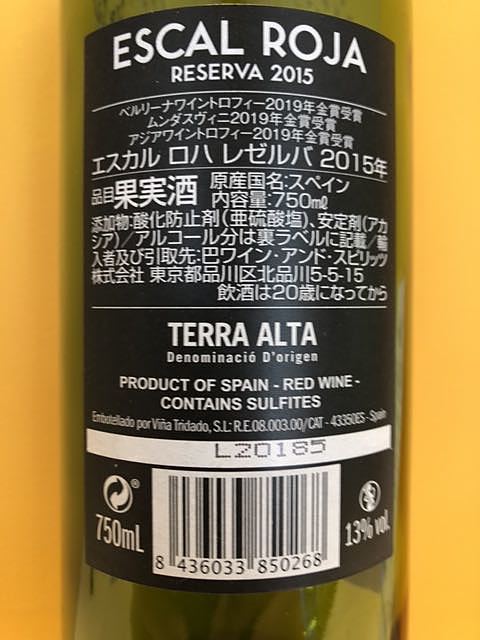 ESCAL ROJA
RESERVA 2015
ベルリーナワイントロフィー2019年金賞受賞
ムンダスヴィニ2019年金賞受賞
アジアワイントロフィー2019年金賞受賞
エスカル ロハ レゼルバ 2015年
品目果実酒 原産国名:スペイン
内容量:750mℓ
添加物:酸化防止剤(亜硫酸塩)、安定剤(アカ
シア)/アルコール分は裏ラベルに記載/輸
入者及び引取先:巴ワイン・アンド・スピリッツ
株式会社 東京都品川区北品川5-5-15
飲酒は20歳になってから
TERRA ALTA
Denominació D'origen
PRODUCT OF SPAIN - RED WINE -
CONTAINS SULFITES
Embotellado por Viña Tridado, S.L: R.E.08.003.00/CAT - 43350ES - Spain
L20185
750mL
13% vol.
8 436033 850268